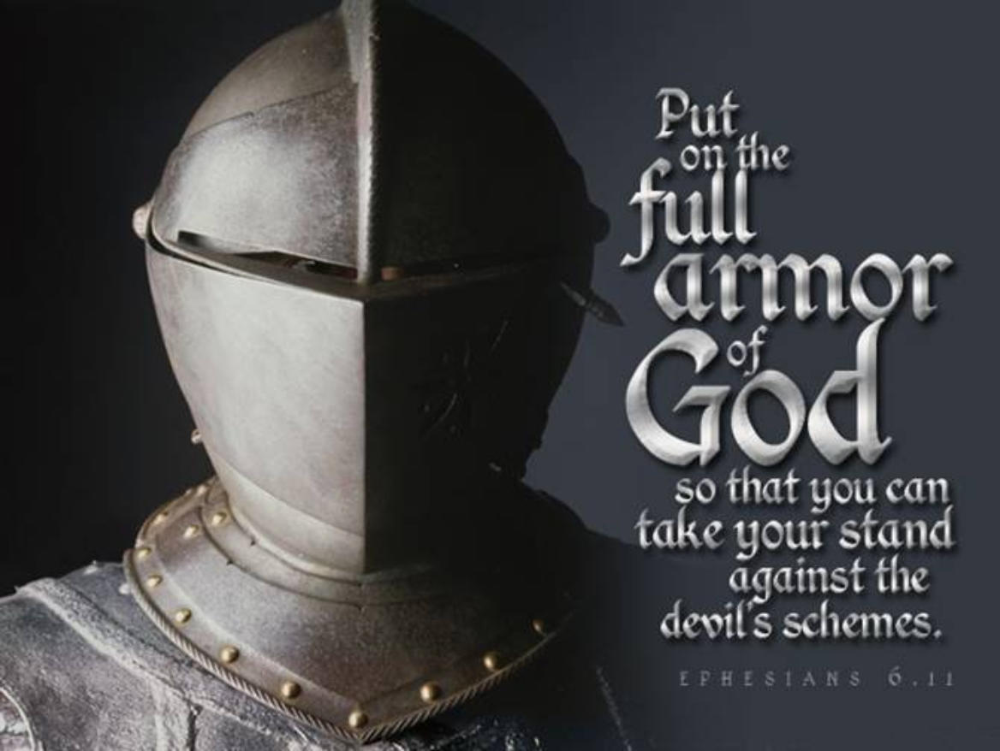 Put
on the
full
armor
of
God
so that you can
take your stand
against the
devil's schemes.
EPHESIANS 6.11